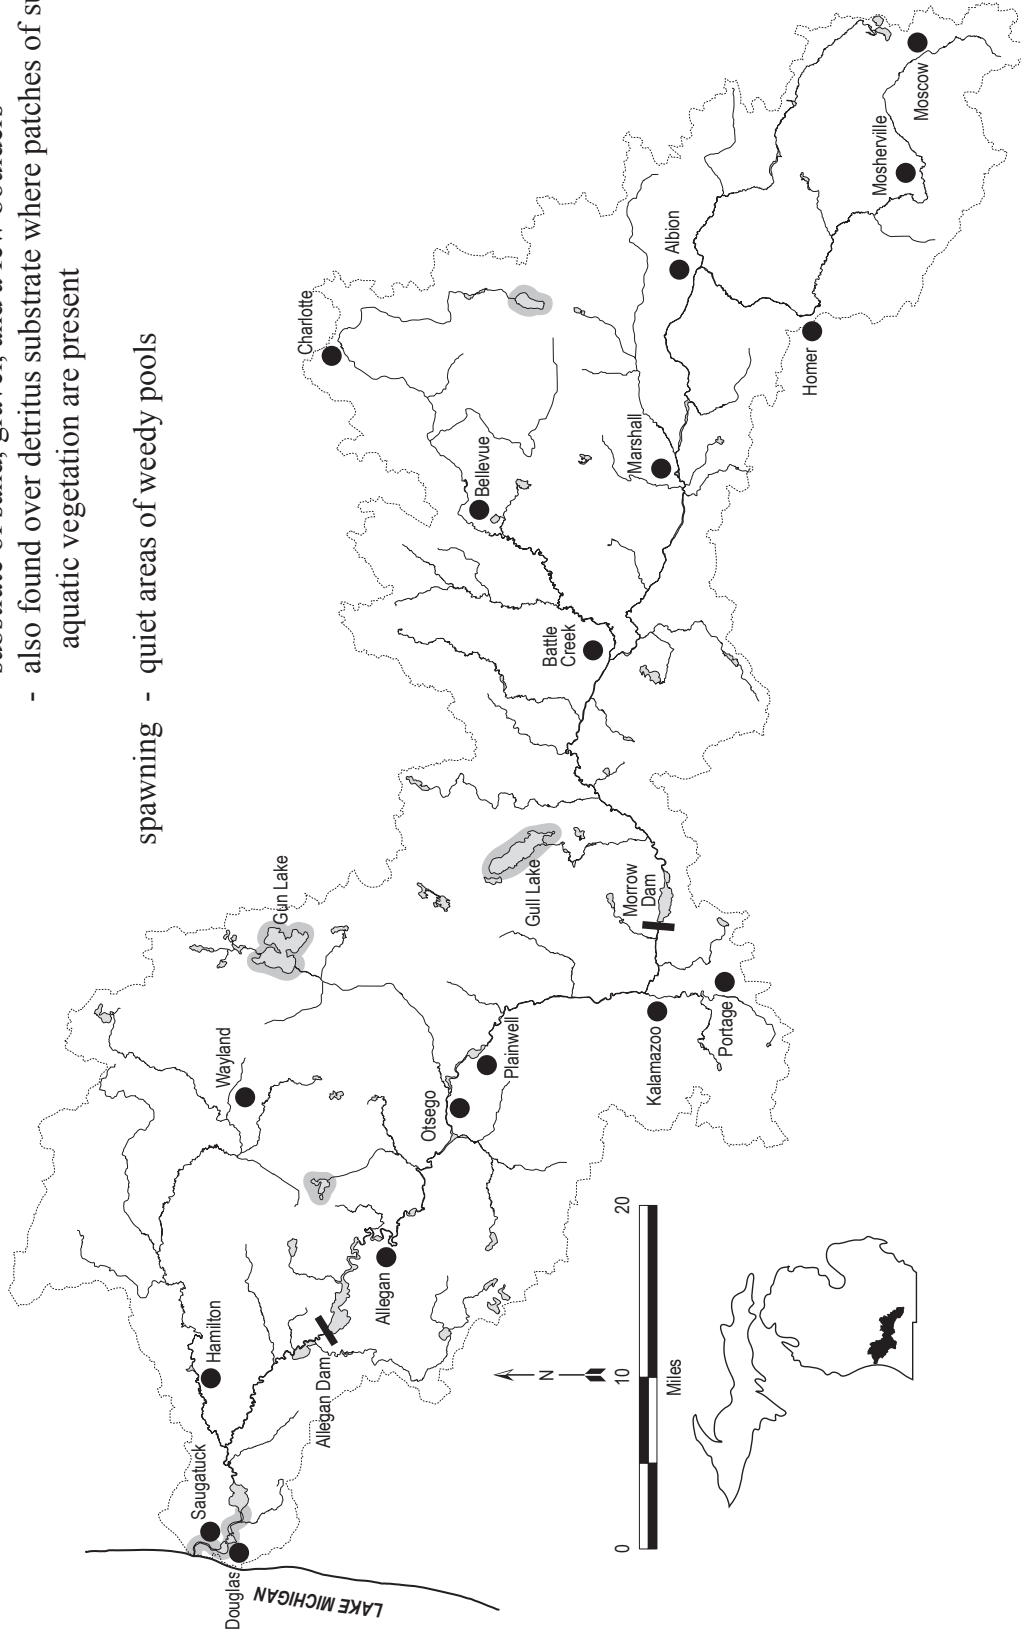 substrate of sand, gravel, and a few boulders
- also found over detritus substrate where patches of
aquatic vegetation are present
spawning - quiet areas of weedy pools
Charlotte
Bellevue
Battle
Creek
Marshall
Albion
Homer
Mosherville
Moscow
Gun Lake
Gull Lake
Morrow
Dam
Wayland
Plainwell
Otsego
Kalamazoo
Portage
Hamilton
Allegan
Allegan Dam
Saugatuck
Douglas
LAKE MICHIGAN
N
0
10
20
Miles